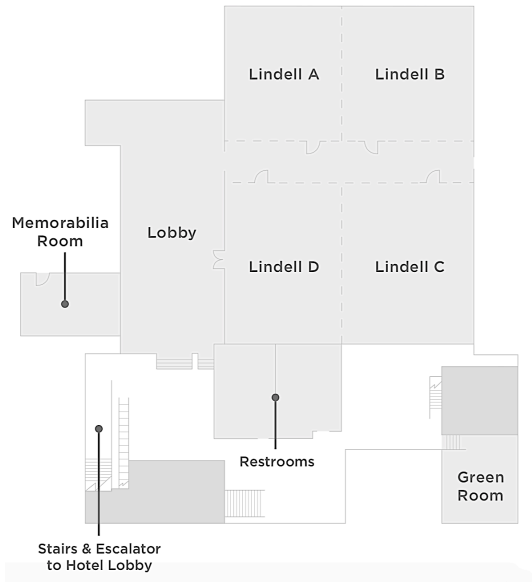 Lindell A
Lindell B
Memorabilia
Room
Lobby
Lindell D
Lindell C
Restrooms
Green
Room
Stairs & Escalator
to Hotel Lobby